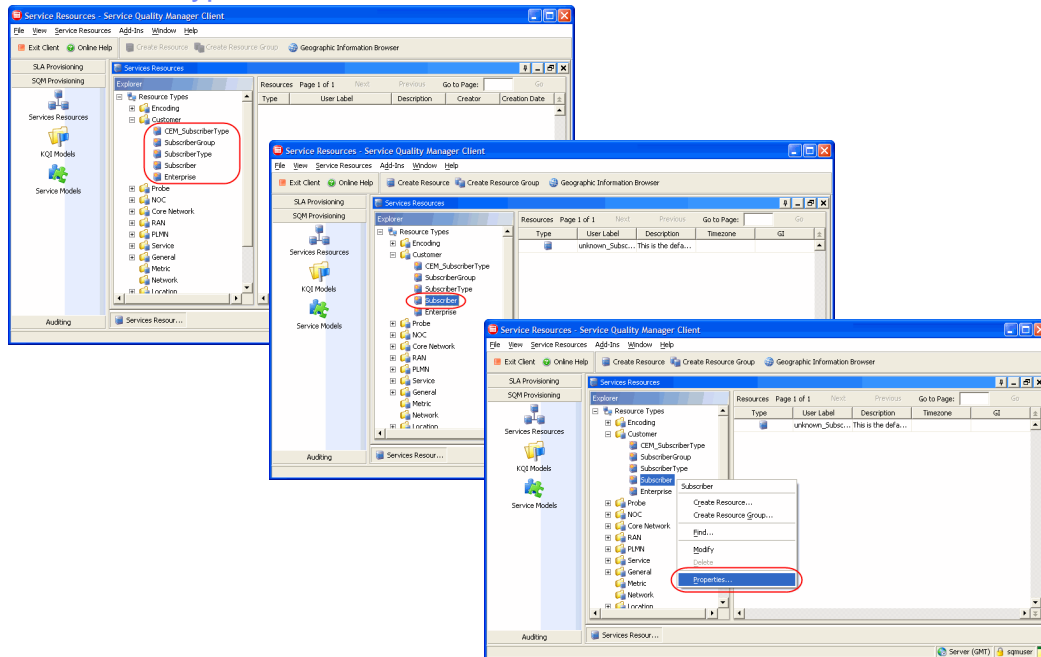 Service Resources - Service Quality Manager Client
File View Service Resources Add-Ins Window Help
Exit Client Online Help Create Resource Create Resource Group Geographic Information Browser
SLA Provisioning
SQM Provisioning
Services Resources
KQI Models
Service Models
Auditing
Services Resources
Explorer
Resource Types
Encoding
Customer
CEM_SubscriberType
SubscriberGroup
SubscriberType
Subscriber
Enterprise
Probe
NOC
Core Network
RAN
PLMN
Service
General
Metric
Network
Location
Resources Page 1 of 1 Next Previous Go to Page: Go
Type User Label Description Creator Creation Date
Services Resour...
Service Resources - Service Quality Manager Client
File View Service Resources Add-Ins Window Help
Exit Client Online Help Create Resource Create Resource Group Geographic Information Browser
SLA Provisioning
SQM Provisioning
Services Resources
KQI Models
Service Models
Auditing
Services Resources
Explorer
Resource Types
Encoding
Customer
CEM_SubscriberType
SubscriberGroup
SubscriberType
Subscriber
Enterprise
Probe
NOC
Core Network
RAN
PLMN
Service
General
Metric
Network
Location
Resources Page 1 of 1 Next Previous Go to Page: Go
Type User Label Description Timezone GI
unknown_Subsc... This is the defa...
Services Resour...
Service Resources - Service Quality Manager Client
File View Service Resources Add-Ins Window Help
Exit Client Online Help Create Resource Create Resource Group Geographic Information Browser
SLA Provisioning
SQM Provisioning
Services Resources
KQI Models
Service Models
Auditing
Services Resources
Explorer
Resource Types
Encoding
Customer
CEM_SubscriberType
SubscriberGroup
SubscriberType
Subscriber
Enterprise
Probe
NOC
Core Network
RAN
PLMN
Service
General
Metric
Network
Location
Subscriber
Create Resource...
Create Resource Group...
Find...
Modify
Delete
Properties...
Resources Page 1 of 1 Next Previous Go to Page: Go
Type User Label Description Timezone GI
unknown_Subsc... This is the defa...
Services Resour...
Server (GMT) sqmuser